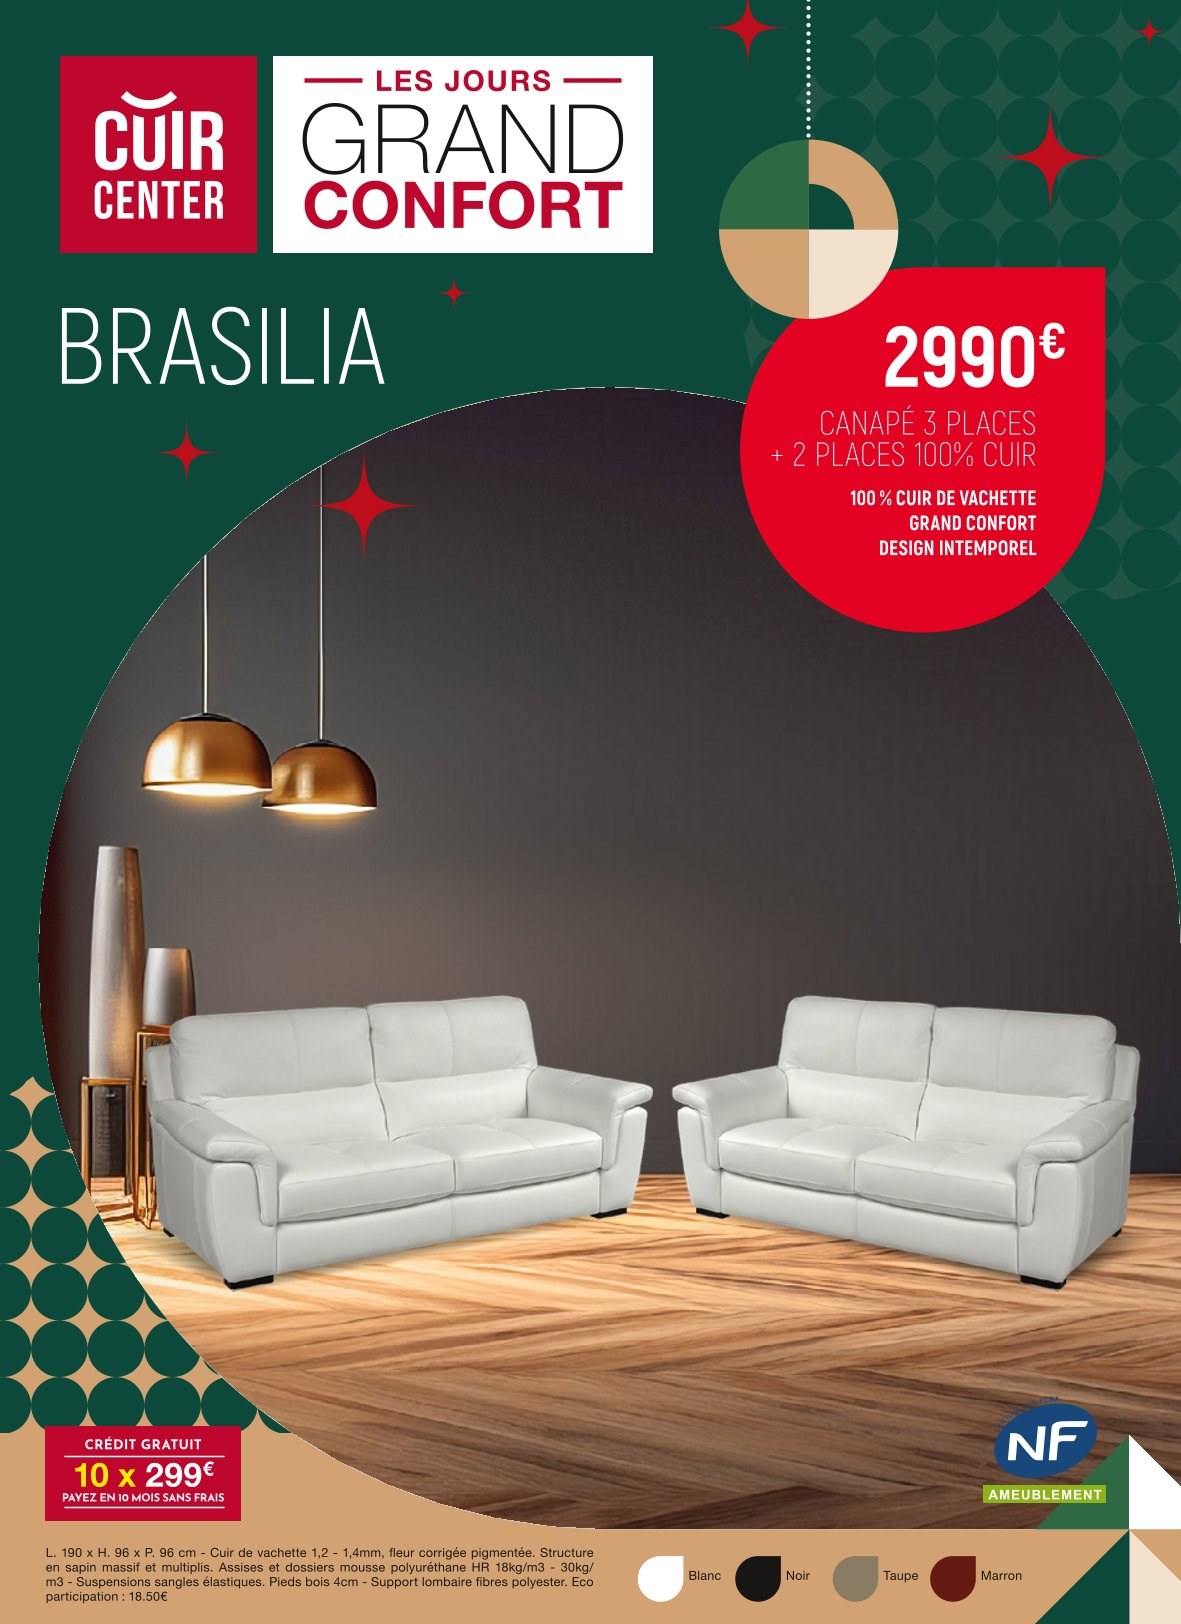 CUIR
CENTER
LES JOURS
GRAND
CONFORT
BRASILIA
2990€
CANAPÉ 3 PLACES
+ 2 PLACES 100% CUIR
100 % CUIR DE VACHETTE
GRAND CONFORT
DESIGN INTEMPOREL
NF
AMEUBLEMENT
CRÉDIT GRATUIT
10 x 299€
PAYEZ EN 10 MOIS SANS FRAIS
L. 190 x H. 96 x P. 96 cm - Cuir de vachette 1,2 - 1,4mm, fleur corrigée pigmentée. Structure
en sapin massif et multiplis. Assises et dossiers mousse polyuréthane HR 18kg/m3 - 30kg/
m3 - Suspensions sangles élastiques. Pieds bois 4cm - Support lombaire fibres polyester. Eco
participation : 18.50€
Blanc
Noir
Taupe
Marron